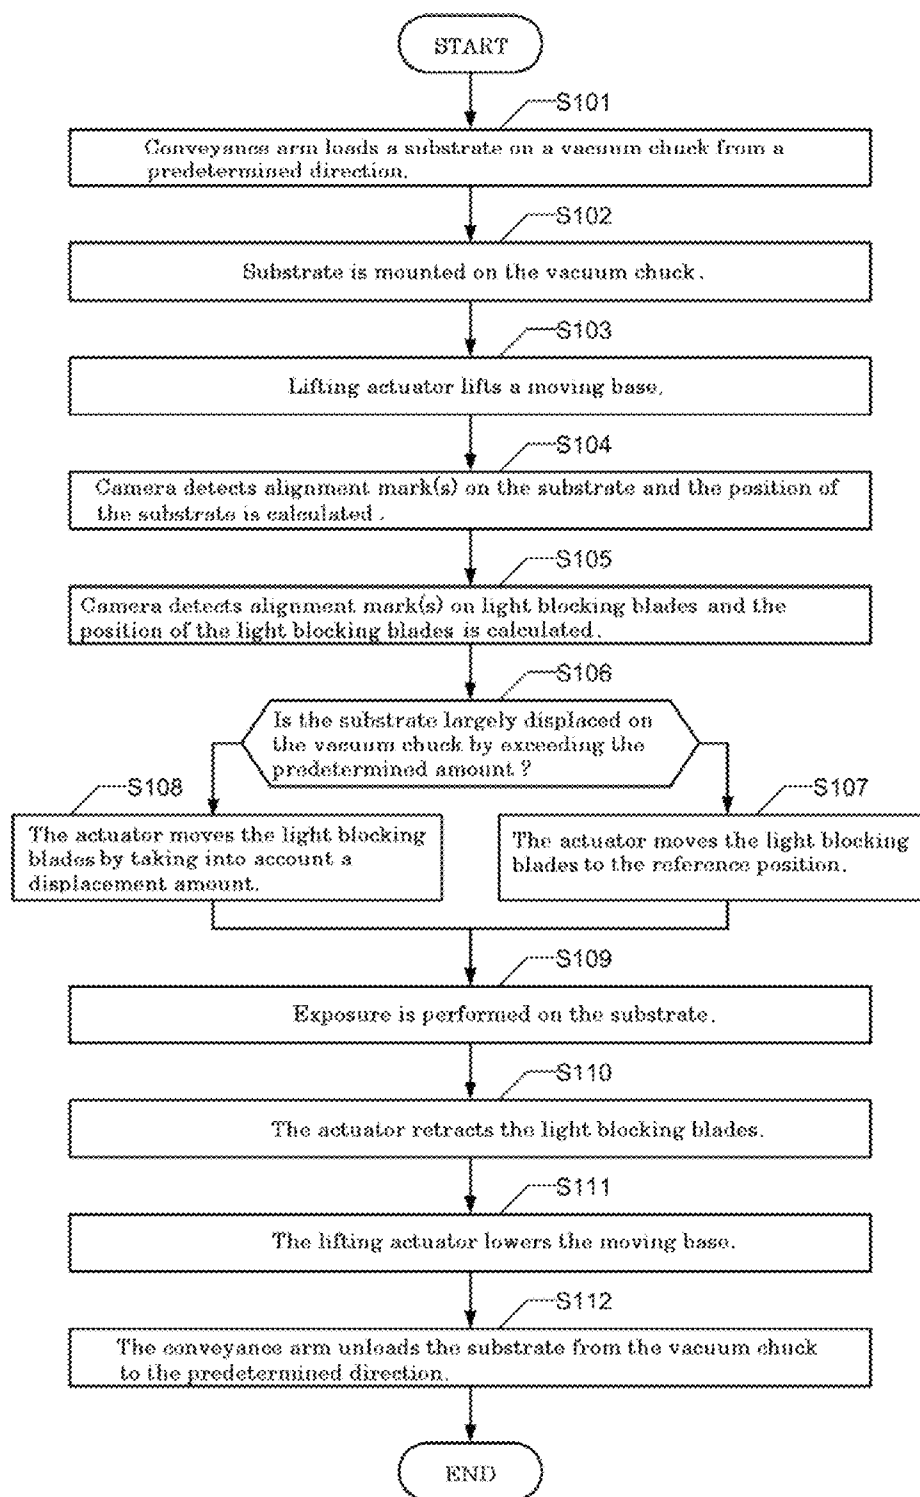 START
S101
Conveyance arm loads a substrate on a vacuum chuck from a
predetermined direction.
S102
Substrate is mounted on the vacuum chuck.
S103
Lifting actuator lifts a moving base.
S104
Camera detects alignment mark(s) on the substrate and the position of
the substrate is calculated .
S105
Camera detects alignment mark(s) on light blocking blades and the
position of the light blocking blades is calculated.
S106
Is the substrate largely displaced on
the vacuum chuck by exceeding the
predetermined amount ?
S108
The actuator moves the light blocking
blades by taking into account a
displacement amount.
S107
The actuator moves the light blocking
blades to the reference position.
S109
Exposure is performed on the substrate.
S110
The actuator retracts the light blocking blades.
S111
The lifting actuator lowers the moving base.
S112
The conveyance arm unloads the substrate from the vacuum chuck
to the predetermined direction.
END